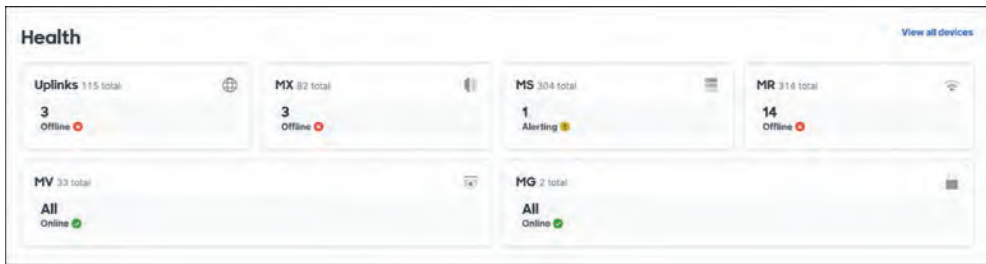 Health
View all devices
Uplinks 115 total
3
Offline
MX 82 total
3
Offline
MS 304 total
1
Alerting
MR 314 total
14
Offline
MV 33 total
All
Online
MG 2 total
All
Online